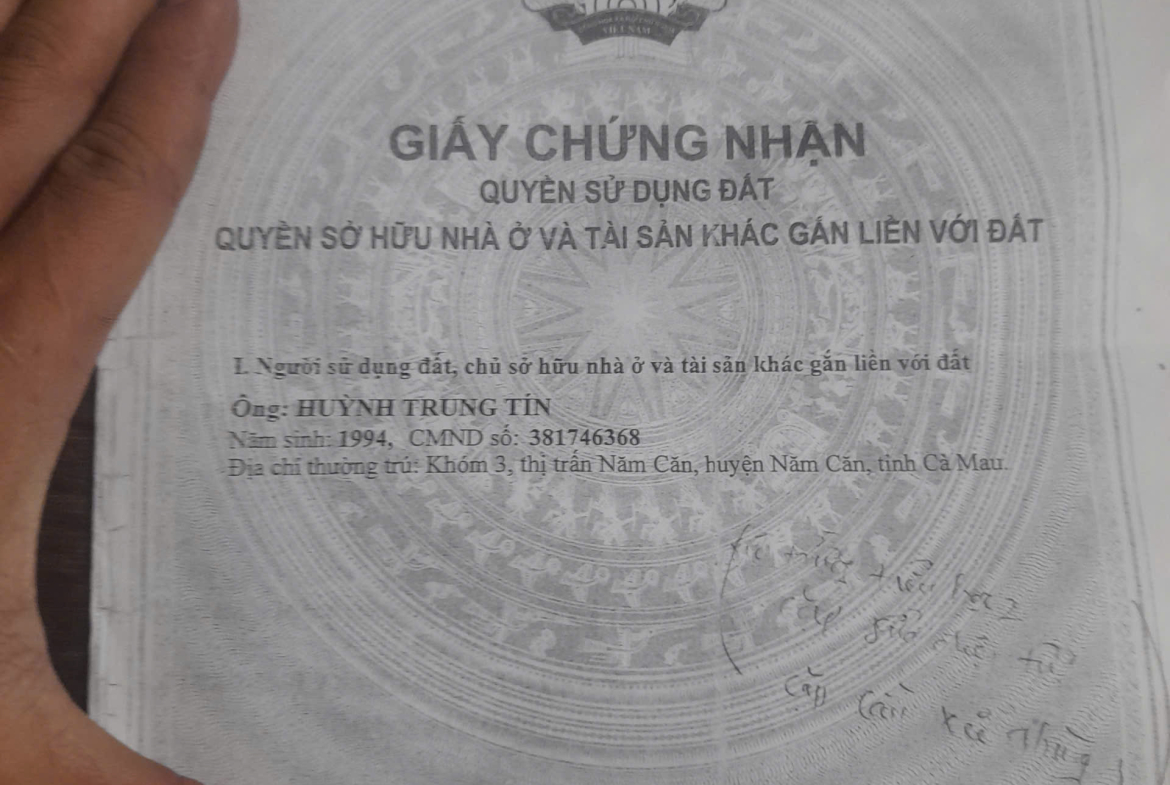 VIỆT NAM
GIẤY CHỨNG NHẬN
QUYỀN SỬ DỤNG ĐẤT
QUYỀN SỞ HỮU NHÀ Ở VÀ TÀI SẢN KHÁC GẮN LIỀN VỚI ĐẤT
I. Người sử dụng đất, chủ sở hữu nhà ở và tài sản khác gắn liền với đất
Ông: HUỲNH TRUNG TÍN
Năm sinh: 1994, CMND số: 381746368
Địa chỉ thường trú: Khóm 3, thị trấn Năm Căn, huyện Năm Căn, tỉnh Cà Mau.